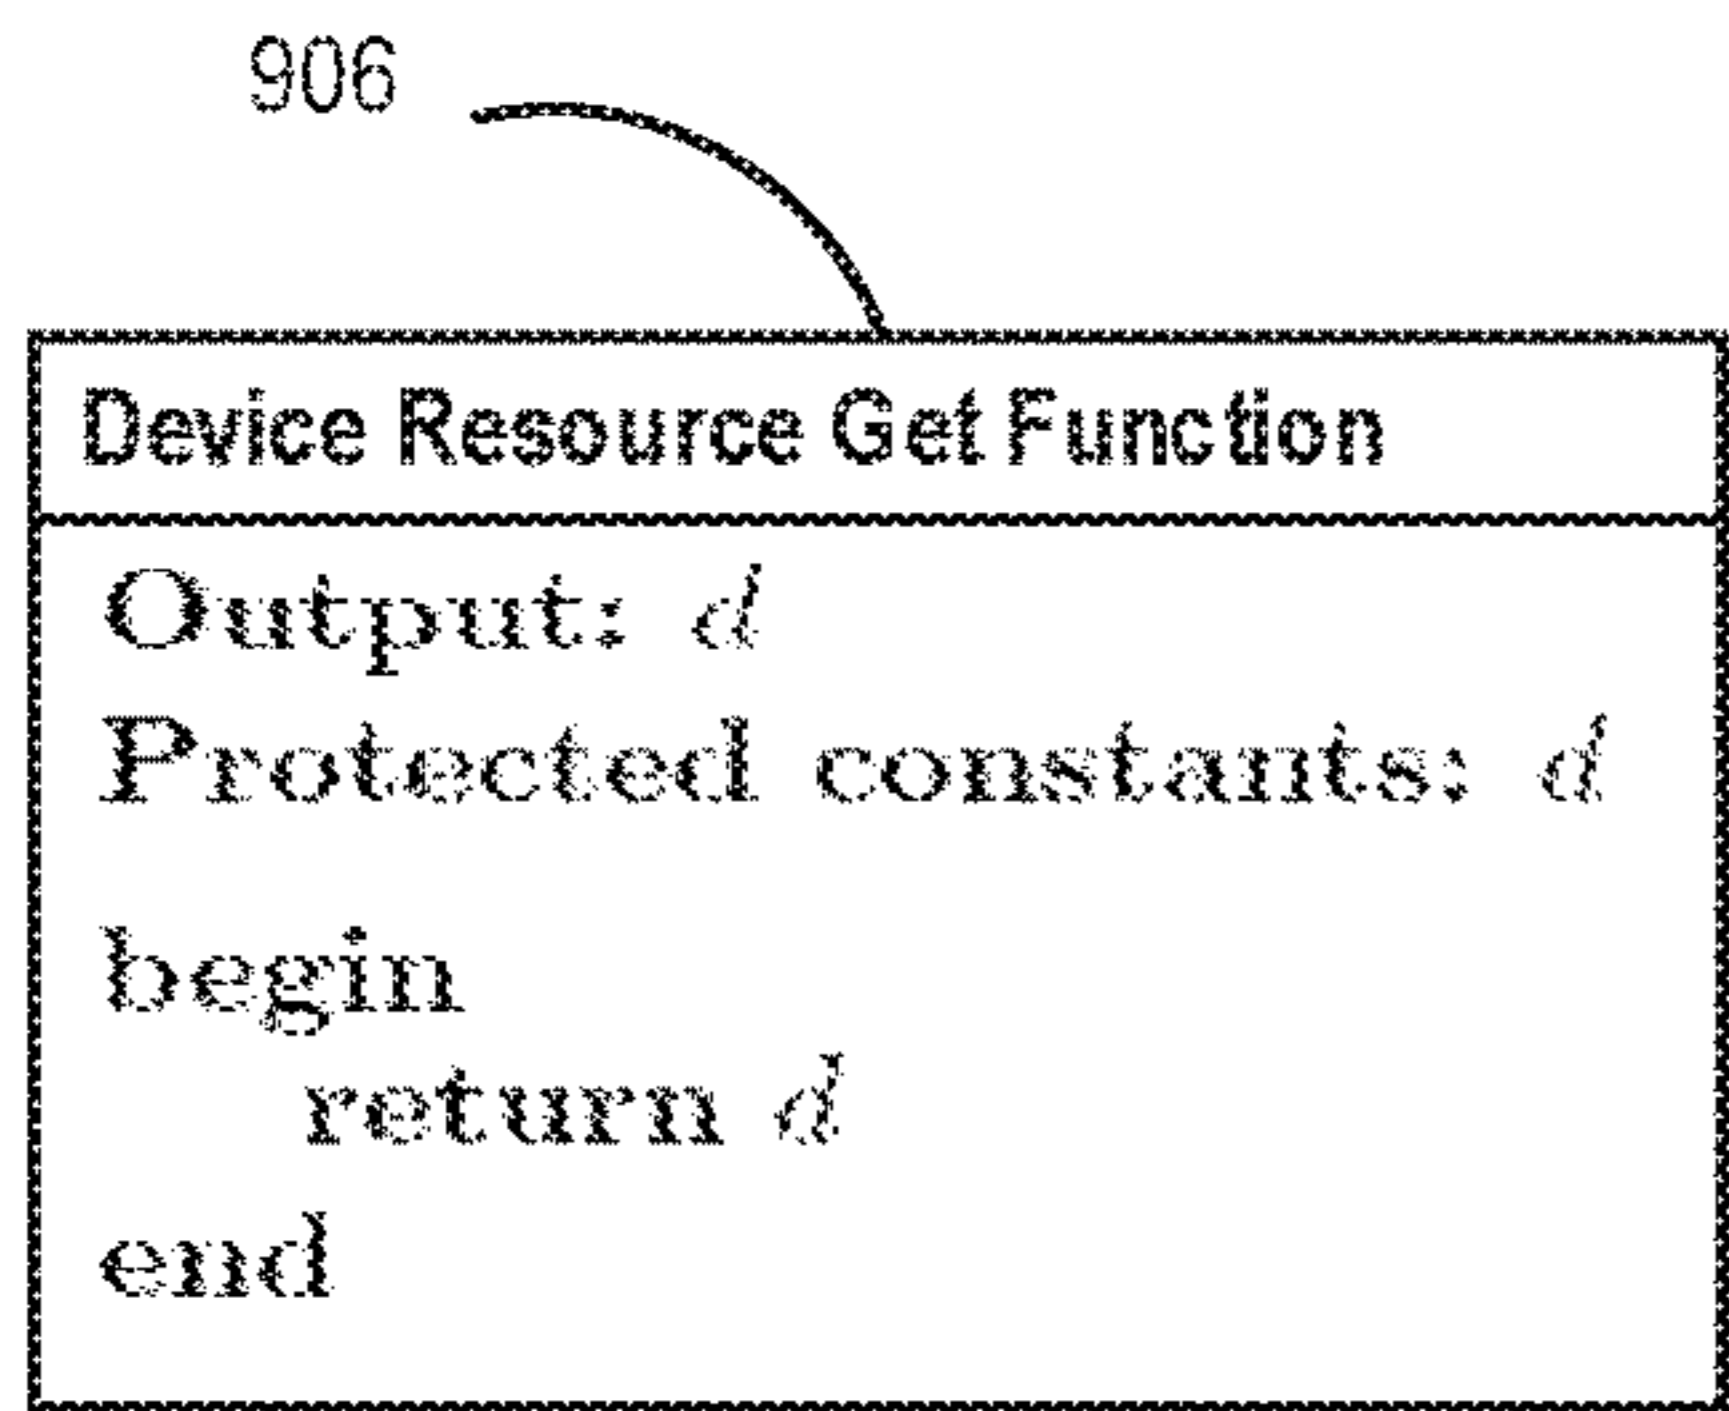 906
Device Resource Get Function
Output: d
Protected constants: d
begin
return d
end